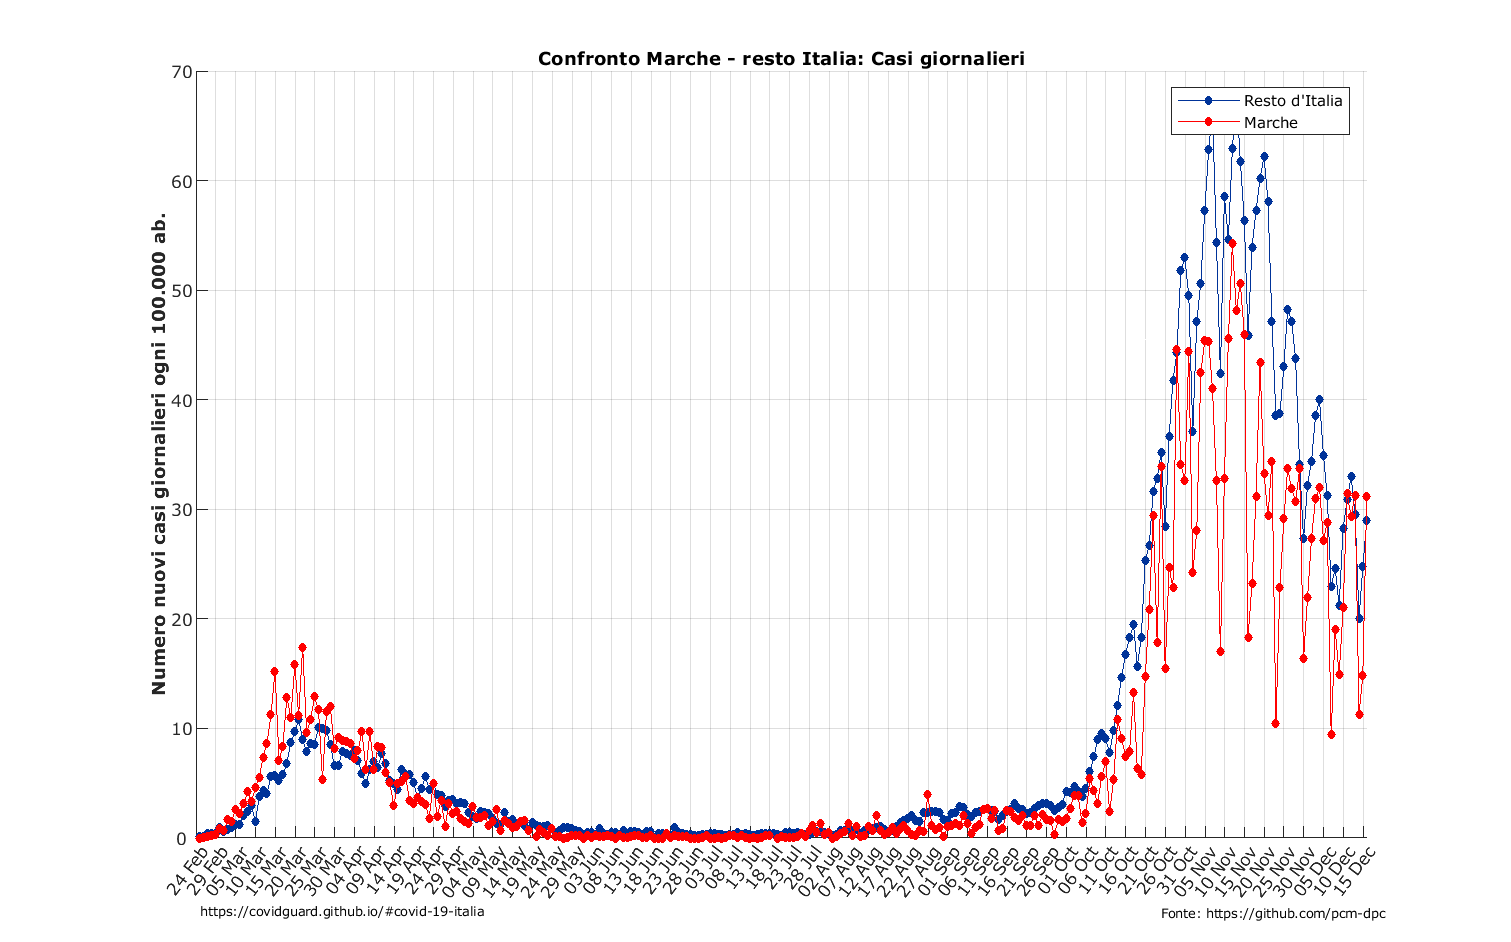 Confronto Marche - resto Italia: Casi giornalieri
Numero nuovi casi giornalieri ogni 100.000 ab.
70
60
50
40
30
20
10
0
Resto d'Italia
Marche
24 Feb
29 Feb
05 Mar
10 Mar
15 Mar
20 Mar
25 Mar
30 Mar
04 Apr
09 Apr
14 Apr
19 Apr
24 Apr
29 Apr
04 May
09 May
14 May
19 May
24 May
29 May
03 Jun
08 Jun
13 Jun
18 Jun
23 Jun
28 Jun
03 Jul
08 Jul
13 Jul
18 Jul
23 Jul
28 Jul
02 Aug
07 Aug
12 Aug
17 Aug
22 Aug
27 Aug
01 Sep
06 Sep
11 Sep
16 Sep
21 Sep
26 Sep
01 Oct
06 Oct
11 Oct
16 Oct
21 Oct
26 Oct
31 Oct
05 Nov
10 Nov
15 Nov
20 Nov
25 Nov
30 Nov
05 Dec
10 Dec
15 Dec
https://covidguard.github.io/#covid-19-italia
Fonte: https://github.com/pcm-dpc